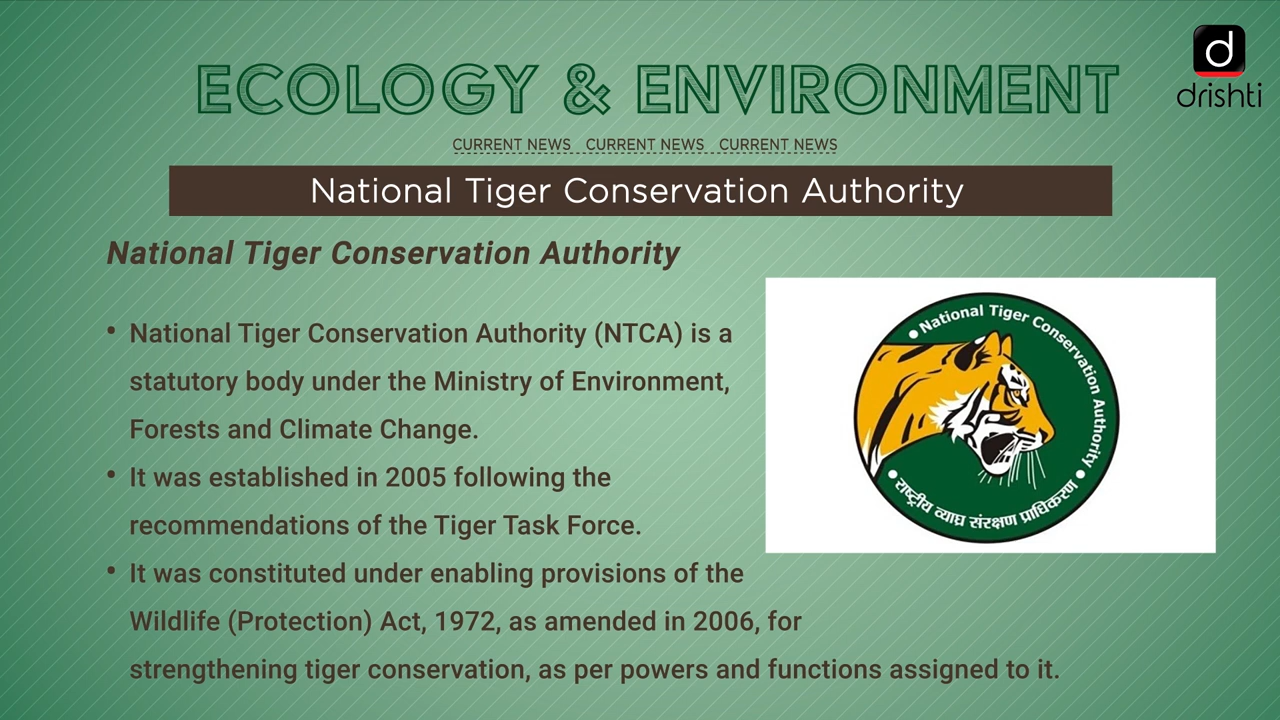 ECOLOGY & ENVIRONMENT
d
drishti
CURRENT NEWS CURRENT NEWS CURRENT NEWS
National Tiger Conservation Authority
National Tiger Conservation Authority
• National Tiger Conservation Authority (NTCA) is a
statutory body under the Ministry of Environment,
Forests and Climate Change.
• It was established in 2005 following the
recommendations of the Tiger Task Force.
• It was constituted under enabling provisions of the
Wildlife (Protection) Act, 1972, as amended in 2006, for
strengthening tiger conservation, as per powers and functions assigned to it.
• National Tiger Conservation Authority •
राष्ट्रीय व्याघ्र संरक्षण प्राधिकरण